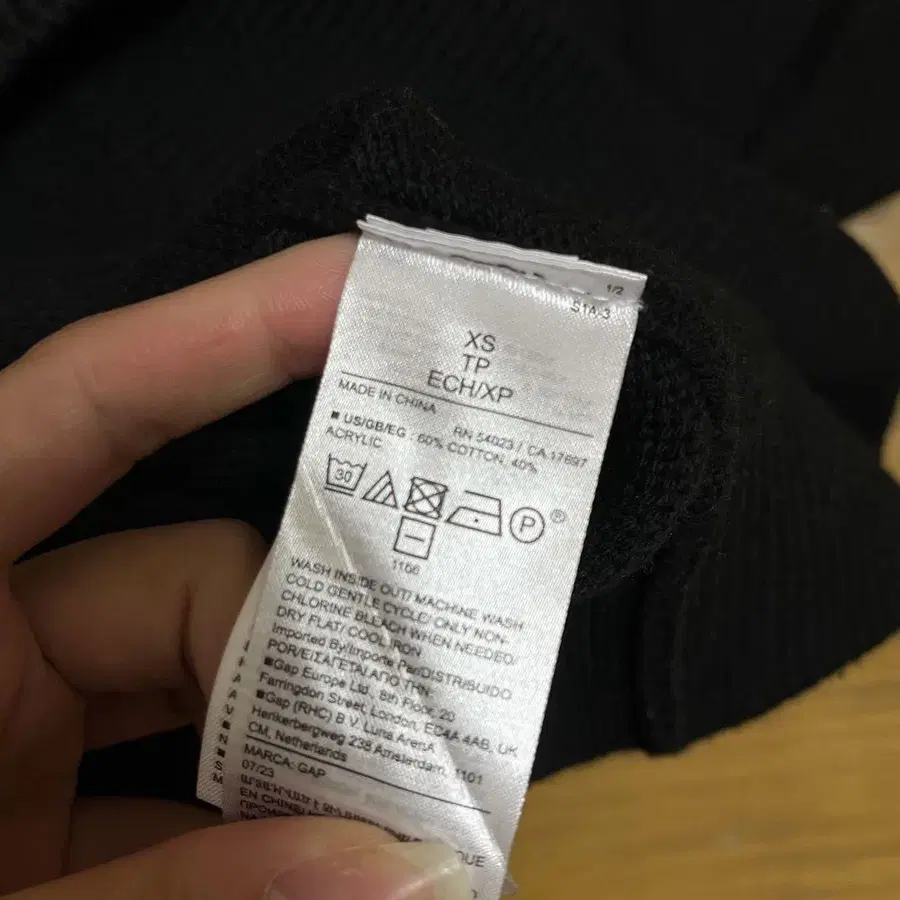 1/2
S14-3
XS
TP
ECH/XP
MADE IN CHINA
RN 54023 / CA 17897
■ US/GB/EG : 60% COTTON, 40%
ACRYLIC
30
P
®
1106
WASH INSIDE OUT/ MACHINE WASH
COLD GENTLE CYCLE/ ONLY NON-
CHLORINE BLEACH WHEN NEEDED/
DRY FLAT/ COOL IRON
Imported By/Importe Par/DISTRIBUIDO
POR/ΕΙΣΑΓΕΤΑΙ ΑΠΟ ΤΗΝ-
■Gap Europe Ltd, 8th Floor, 20
Farringdon Street, London, EC4A 4AB, UK
■Gap (RHC) B.V. Luna ArenA
Herikerbergweg 238 Amsterdam, 1101
CM, Netherlands
MARCA: GAP
07/23